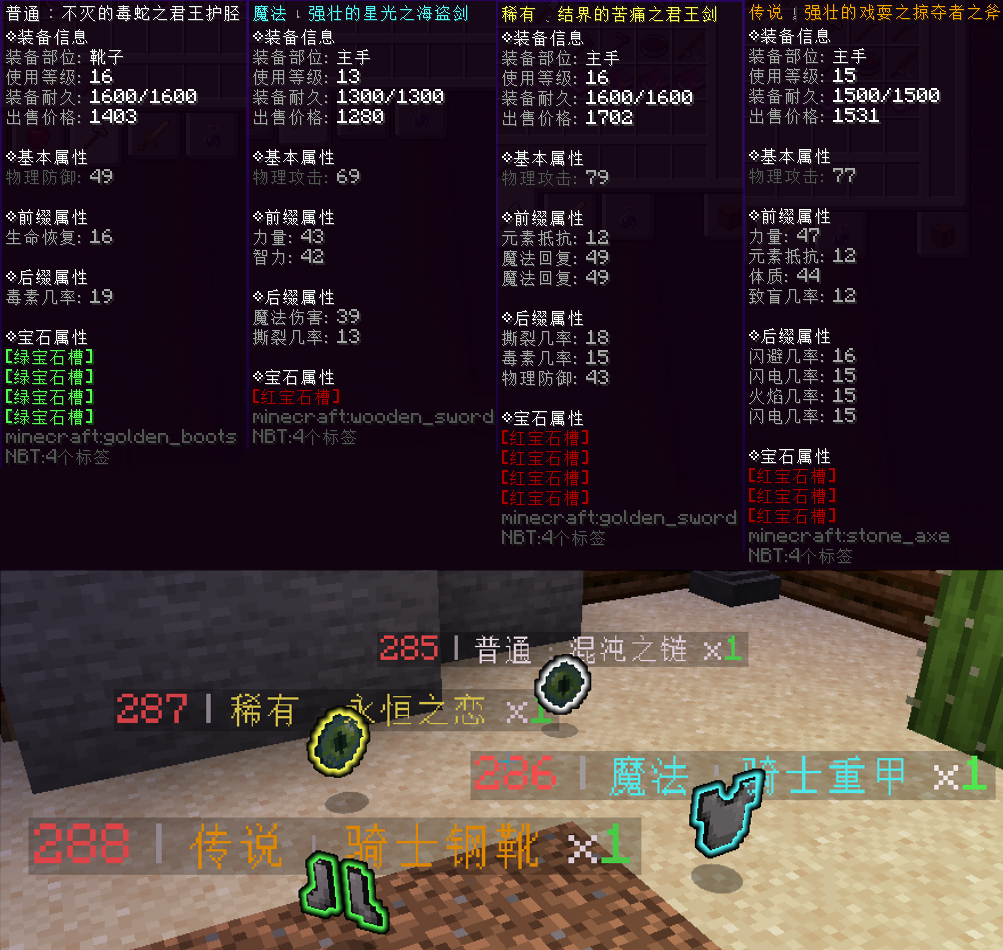 普通：不灭的毒蛇之君王护胫
❖装备信息
装备部位: 靴子
使用等级: 16
装备耐久: 1600/1600
出售价格: 1403
❖基本属性
物理防御: 49
❖前缀属性
生命恢复: 16
❖后缀属性
毒素几率: 19
❖宝石属性
[绿宝石槽]
[绿宝石槽]
[绿宝石槽]
[绿宝石槽]
minecraft:golden_boots
NBT:4个标签
魔法 ¦ 强壮的星光之海盗剑
❖装备信息
装备部位: 主手
使用等级: 13
装备耐久: 1300/1300
出售价格: 1280
❖基本属性
物理攻击: 69
❖前缀属性
力量: 43
智力: 42
❖后缀属性
魔法伤害: 39
撕裂几率: 13
❖宝石属性
[红宝石槽]
minecraft:wooden_sword
NBT:4个标签
稀有 . 结界的苦痛之君王剑
❖装备信息
装备部位: 主手
使用等级: 16
装备耐久: 1600/1600
出售价格: 1702
❖基本属性
物理攻击: 79
❖前缀属性
元素抵抗: 12
魔法回复: 49
魔法回复: 49
❖后缀属性
撕裂几率: 18
毒素几率: 15
物理防御: 43
❖宝石属性
[红宝石槽]
[红宝石槽]
[红宝石槽]
[红宝石槽]
minecraft:golden_sword
NBT:4个标签
传说 ¦ 强壮的戏耍之掠夺者之斧
❖装备信息
装备部位: 主手
使用等级: 15
装备耐久: 1500/1500
出售价格: 1531
❖基本属性
物理攻击: 77
❖前缀属性
力量: 47
元素抵抗: 12
体质: 44
致盲几率: 12
❖后缀属性
闪避几率: 16
闪电几率: 15
火焰几率: 15
闪电几率: 15
❖宝石属性
[红宝石槽]
[红宝石槽]
[红宝石槽]
minecraft:stone_axe
NBT:4个标签
285 | 普通 : 混沌之链 x1
287 | 稀有 永恒之恋 x1
286 | 魔法 ¦ 骑士重甲 x1
288 | 传说 ¦ 骑士钢靴 x1